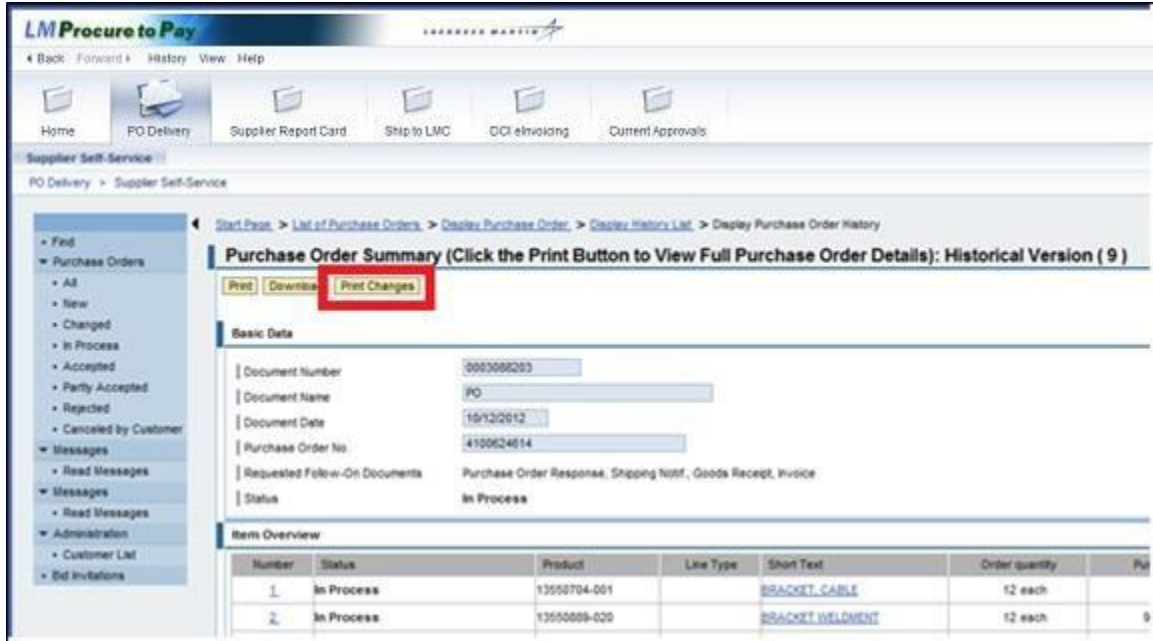 LM Procure to Pay
LOCKHEED MARTIN
Back Forward History View Help
Home PO Delivery Supplier Report Card Ship to LMC OCI eInvoicing Current Approvals
Supplier Self-Service
PO Delivery > Supplier Self-Service
Start Page > List of Purchase Orders > Display Purchase Order > Display History List > Display Purchase Order History
Find
Purchase Orders
All
New
Changed
In Process
Accepted
Partly Accepted
Rejected
Canceled by Customer
Messages
Read Messages
Messages
Read Messages
Administration
Customer List
Bid Invitations
Purchase Order Summary (Click the Print Button to View Full Purchase Order Details): Historical Version ( 9 )
Print Print Changes
Basic Data
Document Number 0003088203
Document Name PO
Document Date 10/12/2012
Purchase Order No. 4100624614
Requested Follow-On Documents Purchase Order Response, Shipping Notif., Goods Receipt, Invoice
Status In Process
Item Overview
Number Status Product Line Type Short Text Order quantity
1 In Process 13550704-001 BRACKET, CABLE 12 each
2 In Process 13550889-020 BRACKET WELDMENT 12 each